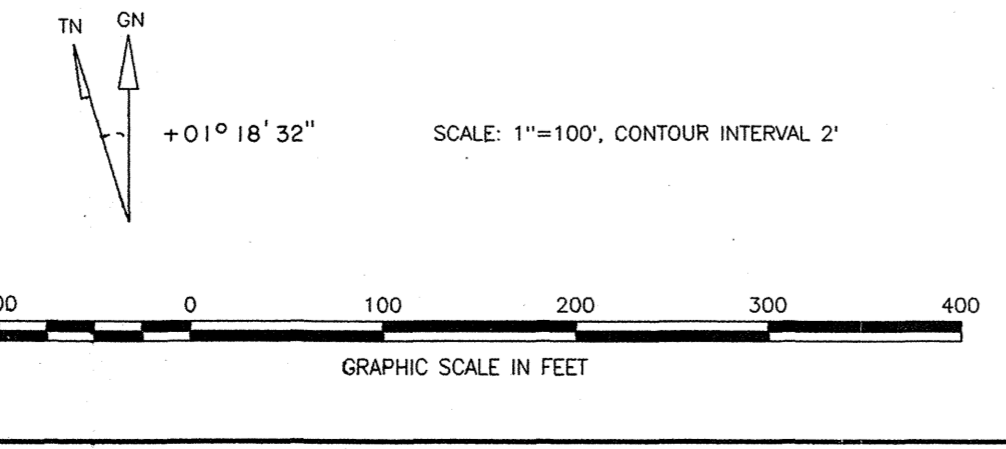 TN GN
+01° 18' 32"
SCALE: 1"=100', CONTOUR INTERVAL 2'
00 0 100 200 300 400
GRAPHIC SCALE IN FEET